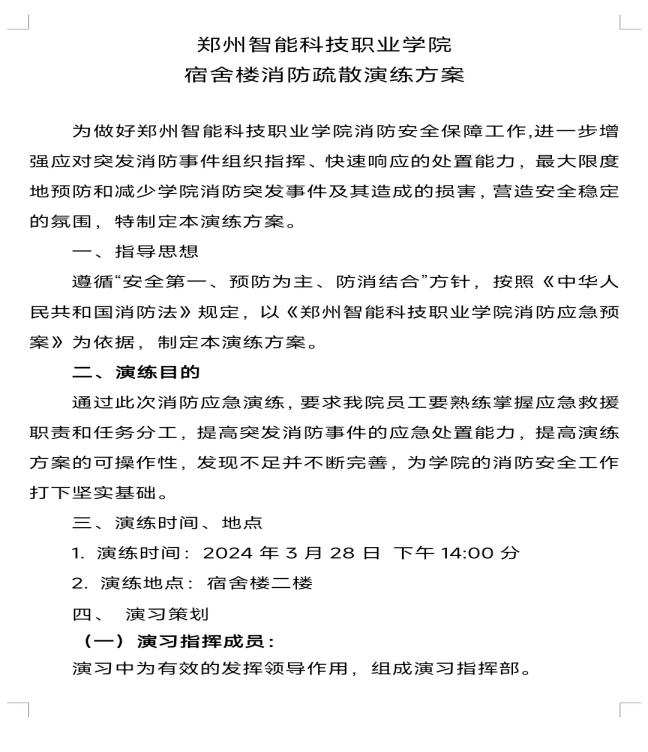 郑州智能科技职业学院
宿舍楼消防疏散演练方案
为做好郑州智能科技职业学院消防安全保障工作,进一步增
强应对突发消防事件组织指挥、快速响应的处置能力，最大限度
地预防和减少学院消防突发事件及其造成的损害，营造安全稳定
的氛围，特制定本演练方案。
一、指导思想
遵循“安全第一、预防为主、防消结合”方针，按照《中华人
民共和国消防法》规定，以《郑州智能科技职业学院消防应急预
案》为依据，制定本演练方案。
二、演练目的
通过此次消防应急演练，要求我院员工要熟练掌握应急救援
职责和任务分工，提高突发消防事件的应急处置能力，提高演练
方案的可操作性，发现不足并不断完善，为学院的消防安全工作
打下坚实基础。
三、演练时间、地点
1. 演练时间：2024 年 3 月 28 日 下午 14:00 分
2. 演练地点：宿舍楼二楼
四、 演习策划
（一）演习指挥成员：
演习中为有效的发挥领导作用，组成演习指挥部。